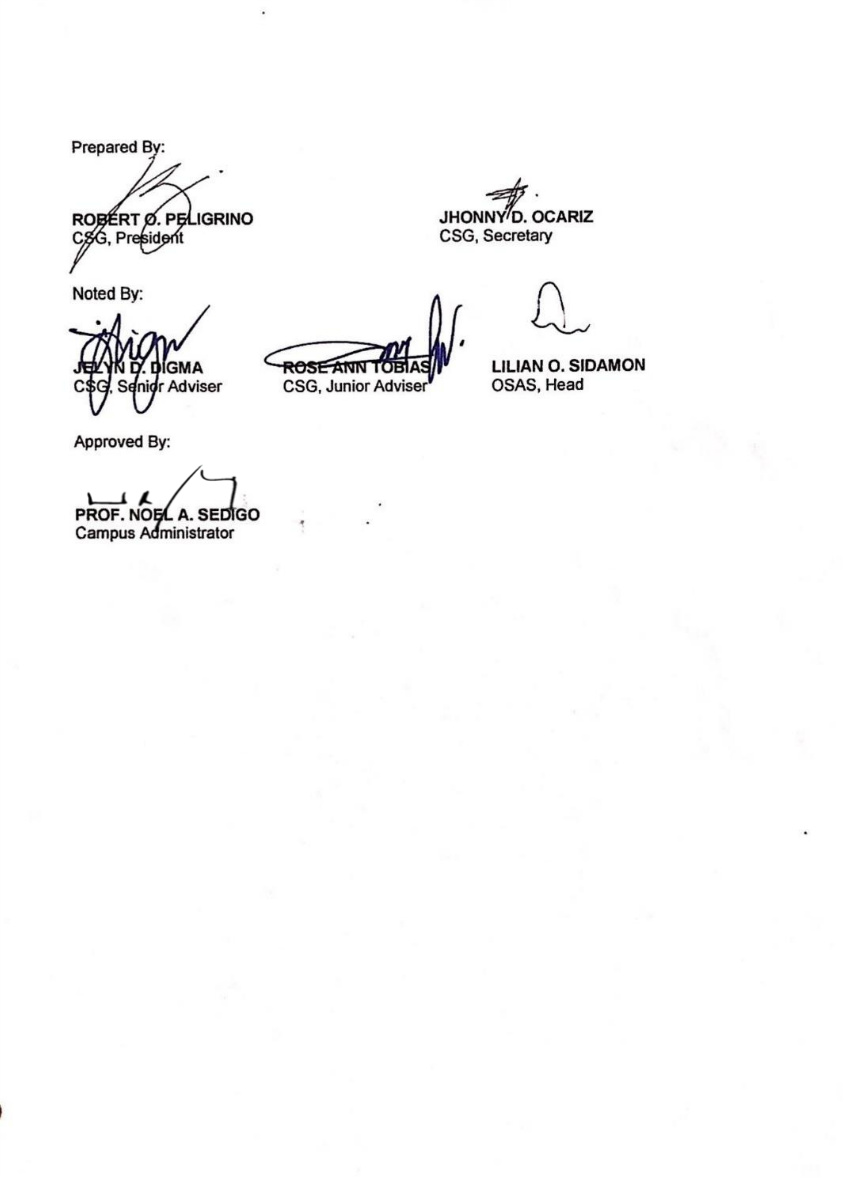 Prepared By:
ROBERT O. PELIGRINO
CSG, President
JHONNY D. OCARIZ
CSG, Secretary
Noted By:
JELYN D. DIGMA
CSG, Senior Adviser
ROSE ANN TOBIAS
CSG, Junior Adviser
LILIAN O. SIDAMON
OSAS, Head
Approved By:
PROF. NOEL A. SEDIGO
Campus Administrator